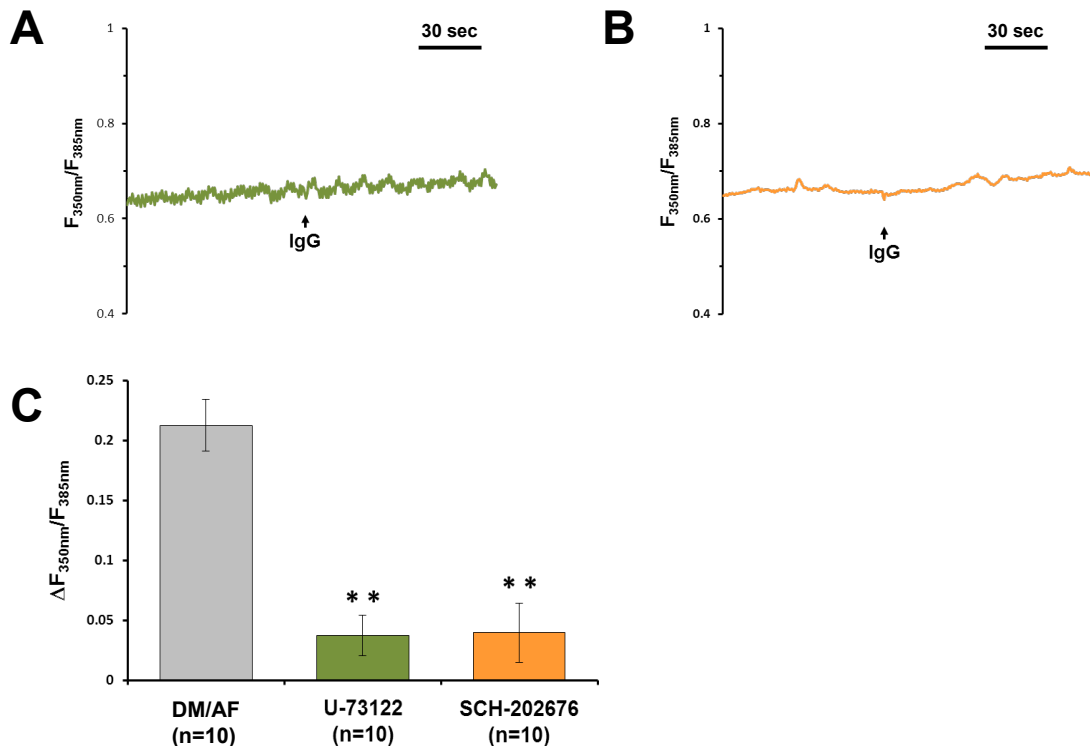 A
30 sec
1
0.8
0.6
0.4
F350nm/F385nm
IgG
B
30 sec
1
0.8
0.6
0.4
F350nm/F385nm
IgG
C
0.25
0.2
0.15
0.1
0.05
0
ΔF350nm/F385nm
* *
* *
DM/AF
(n=10)
U-73122
(n=10)
SCH-202676
(n=10)